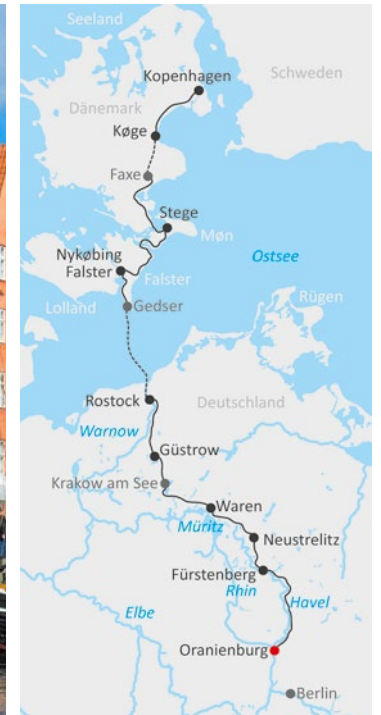 Seeland
Kopenhagen
Schweden
Dänemark
Køge
Faxe
Stege
Møn
Nykøbing
Falster
Ostsee
Falster
Lolland
Gedser
Rügen
Rostock
Deutschland
Warnow
Güstrow
Krakow am See
Waren
Müritz
Neustrelitz
Fürstenberg
Rhin
Havel
Elbe
Oranienburg
Berlin